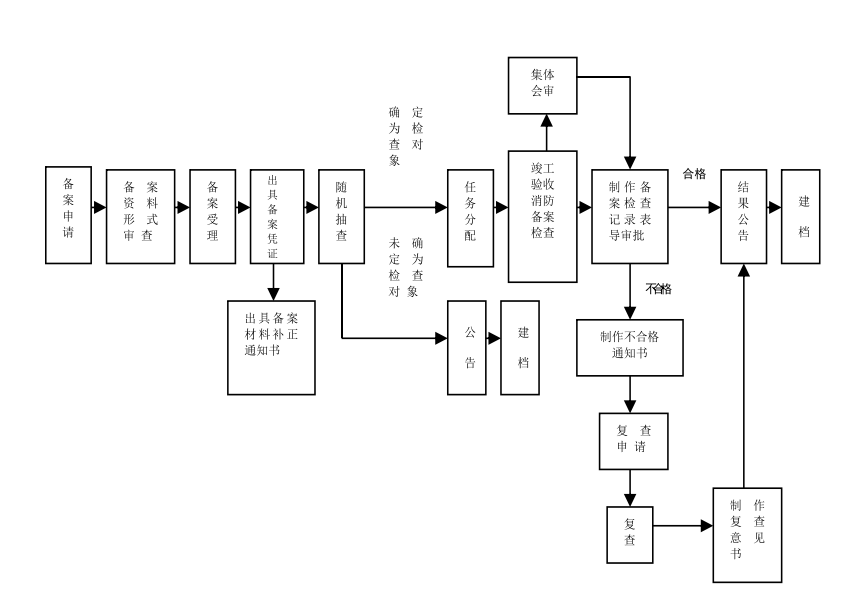 集体
会审
确 定
为 检
查 对
象
备
案
申
请
备 案
资 料
形 式
审 查
备
案
受
理
出
具
备
案
凭
证
随
机
抽
查
任
务
分
配
竣工
验收
消防
备案
检查
制作备
案检查
记录表
导审批
合格
结
果
公
告
建
档
未 确
定 为
检 查
对 象
不合格
出具备案
材料补正
通知书
公
告
建
档
制作不合格
通知书
复 查
申 请
复
查
制 作
复 查
意 见
书